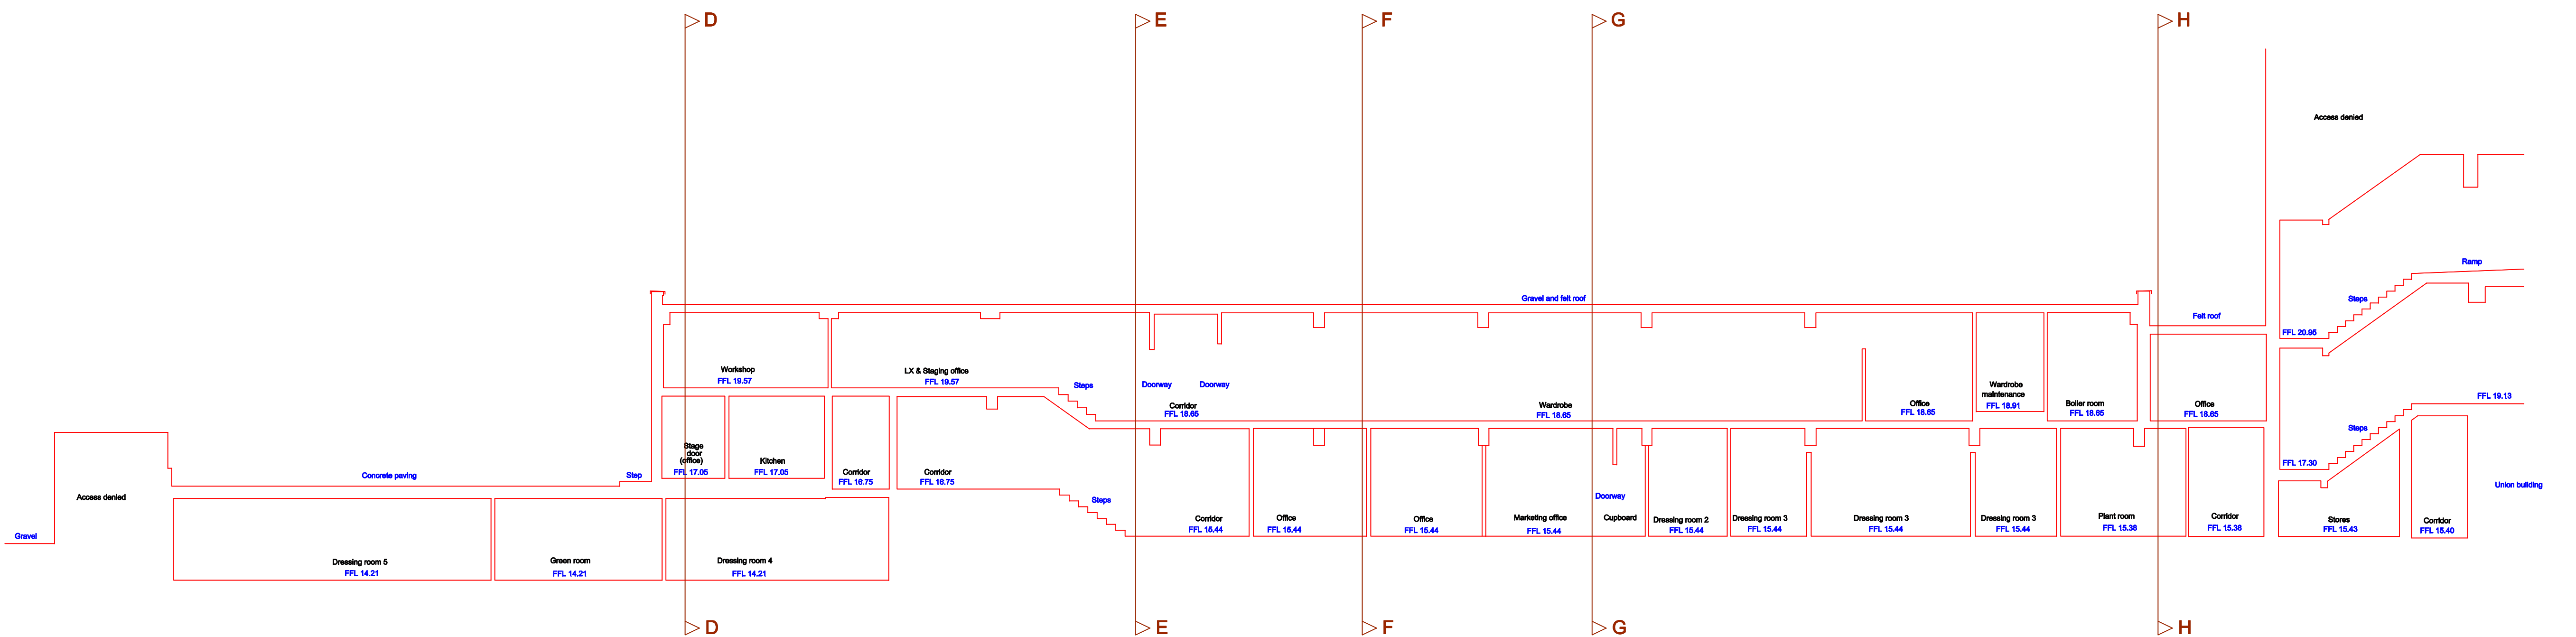 D
E
F
G
H
Access denied
Ramp
Gravel and felt roof
Steps
Felt roof
FFL 20.95
Workshop
FFL 19.57
LX & Staging office
FFL 19.57
Steps
Doorway
Doorway
Corridor
FFL 18.65
Wardrobe
FFL 18.65
Office
FFL 18.65
Wardrobe
maintenance
FFL 18.91
Boiler room
FFL 18.65
Office
FFL 18.65
FFL 19.13
Steps
FFL 17.30
Stage
door
(office)
FFL 17.05
Kitchen
FFL 17.05
Corridor
FFL 16.75
Corridor
FFL 16.75
Concrete paving
Step
Access denied
Steps
Doorway
Union building
Gravel
Corridor
FFL 15.44
Office
FFL 15.44
Office
FFL 15.44
Marketing office
FFL 15.44
Cupboard
Dressing room 2
FFL 15.44
Dressing room 3
FFL 15.44
Dressing room 3
FFL 15.44
Dressing room 3
FFL 15.44
Plant room
FFL 15.38
Corridor
FFL 15.38
Stores
FFL 15.43
Corridor
FFL 15.40
Dressing room 5
FFL 14.21
Green room
FFL 14.21
Dressing room 4
FFL 14.21
D
E
F
G
H